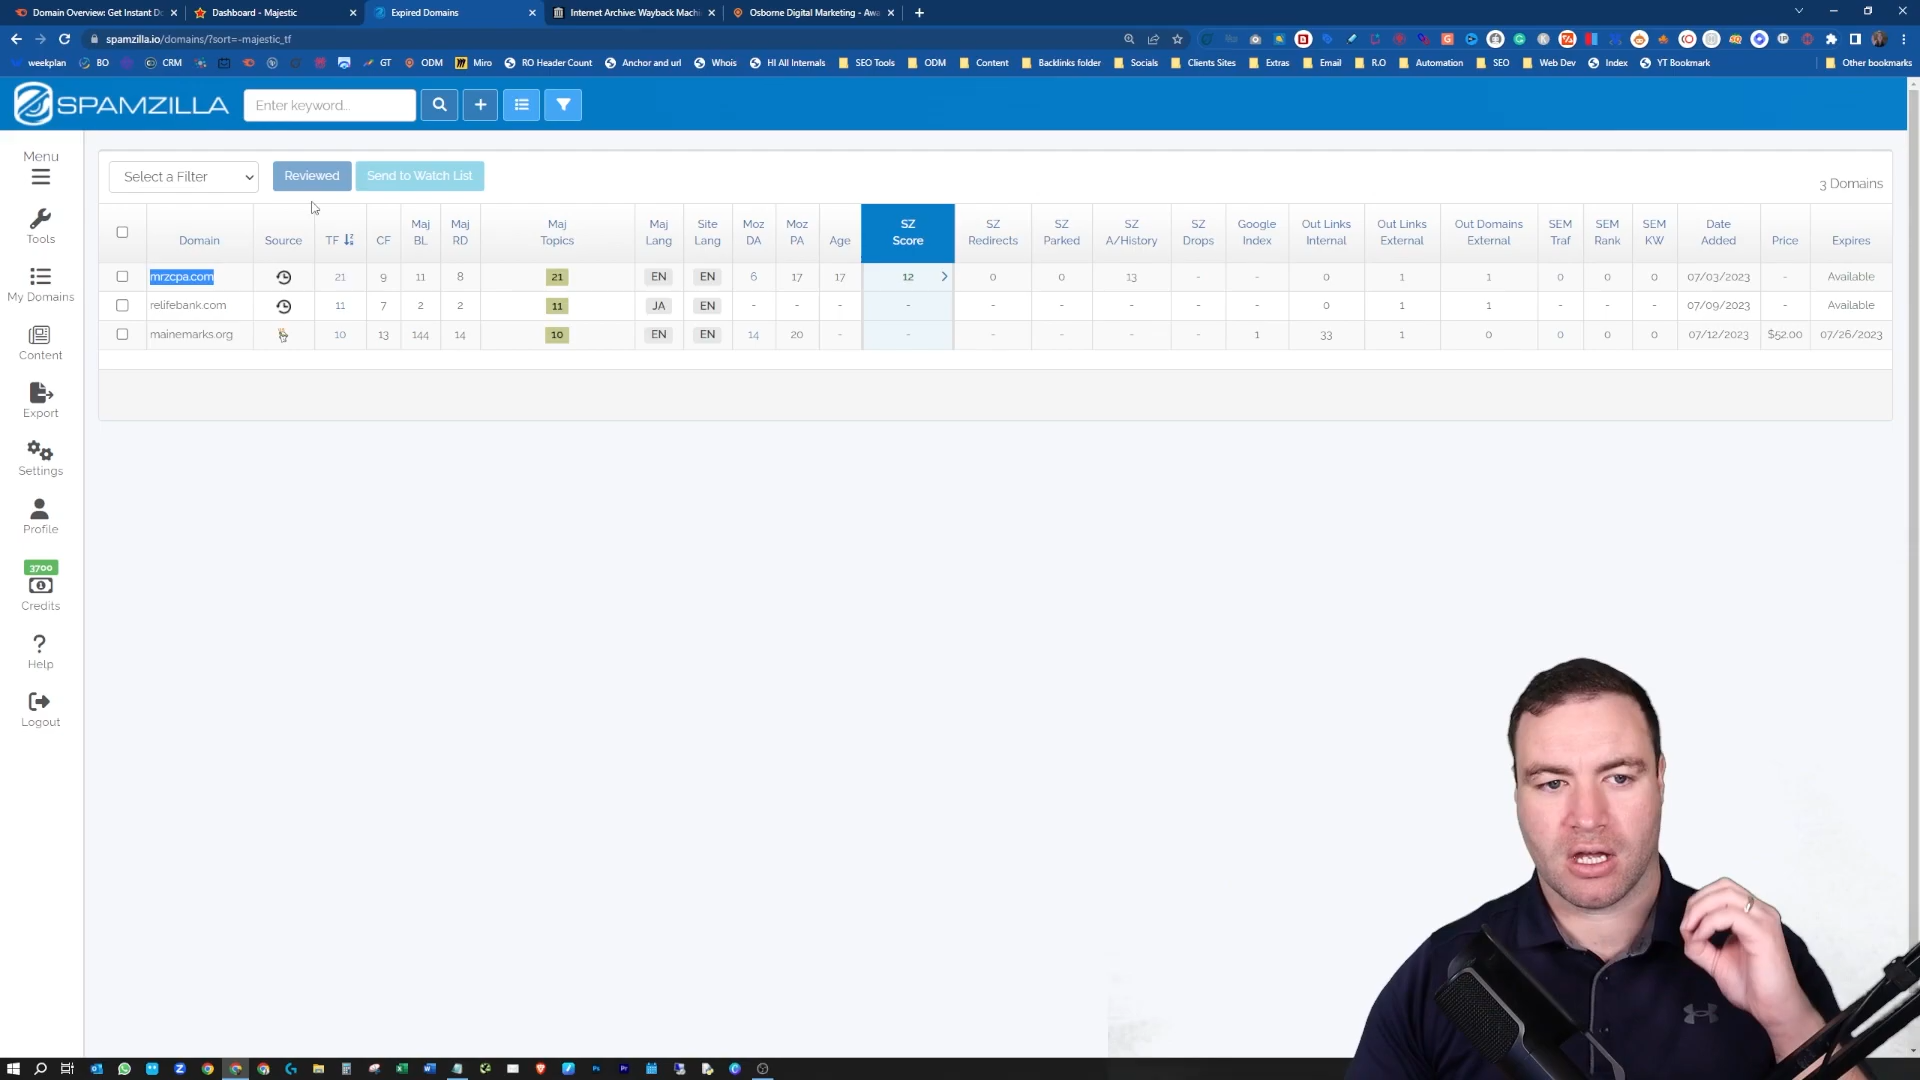 Domain Overview: Get Instant Do
Dashboard - Majestic
Expired Domains
Internet Archive: Wayback Machi
Osborne Digital Marketing - Awa
spamzilla.io/domains/?sort=-majestic_tf
weekplan
BO
CRM
GT
ODM
Miro
RO Header Count
Anchor and url
Whois
HI All Internals
SEO Tools
ODM
Content
Backlinks folder
Socials
Clients Sites
Extras
Email
R.O
Automation
SEO
Web Dev
Index
YT Bookmark
Other bookmarks
SPAMZILLA
Enter keyword...
Menu
Tools
My Domains
Content
Export
Settings
Profile
3700
Credits
Help
Logout
Select a Filter
Reviewed
Send to Watch List
3 Domains
Domain Source TF CF Maj BL Maj RD Maj Topics Maj Lang Site Lang Moz DA Moz PA Age SZ Score SZ Redirects SZ Parked SZ A/History SZ Drops Google Index Out Links Internal Out Links External Out Domains External SEM Traf SEM Rank SEM KW Date Added Price Expires
mrzcpa.com 21 9 11 8 21 EN EN 6 17 17 12 0 0 13 - - 0 1 1 0 0 0 07/03/2023 - Available
relifebank.com 11 7 2 2 11 JA EN - - - - - - - - - 0 1 1 - - - 07/09/2023 - Available
mainemarks.org 10 13 144 14 10 EN EN 14 20 - - - - - - 1 33 1 0 0 0 0 07/12/2023 $52.00 07/26/2023